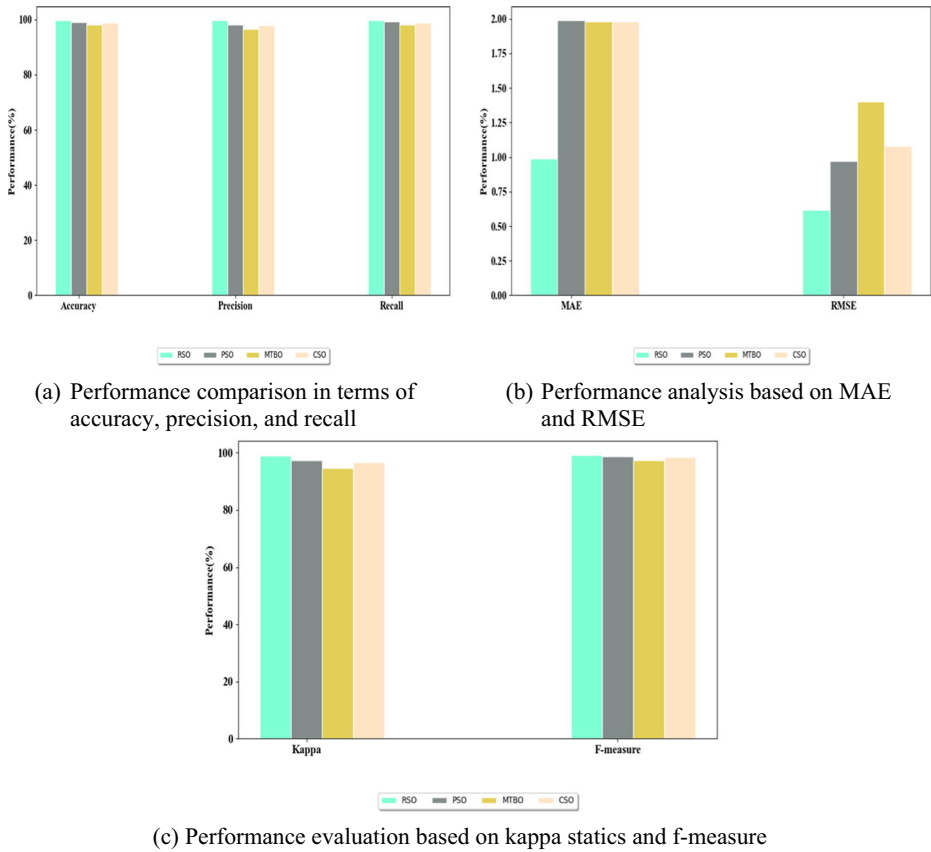 100
80
60
40
20
0
Performance(%)
Accuracy Precision Recall
RSO PSO MTBO CSO
(a) Performance comparison in terms of
accuracy, precision, and recall
2.00
1.75
1.50
1.25
1.00
0.75
0.50
0.25
0.00
Performance(%)
MAE RMSE
RSO PSO MTBO CSO
(b) Performance analysis based on MAE
and RMSE
100
80
60
40
20
0
Performance(%)
Kappa F-measure
RSO PSO MTBO CSO
(c) Performance evaluation based on kappa statics and f-measure